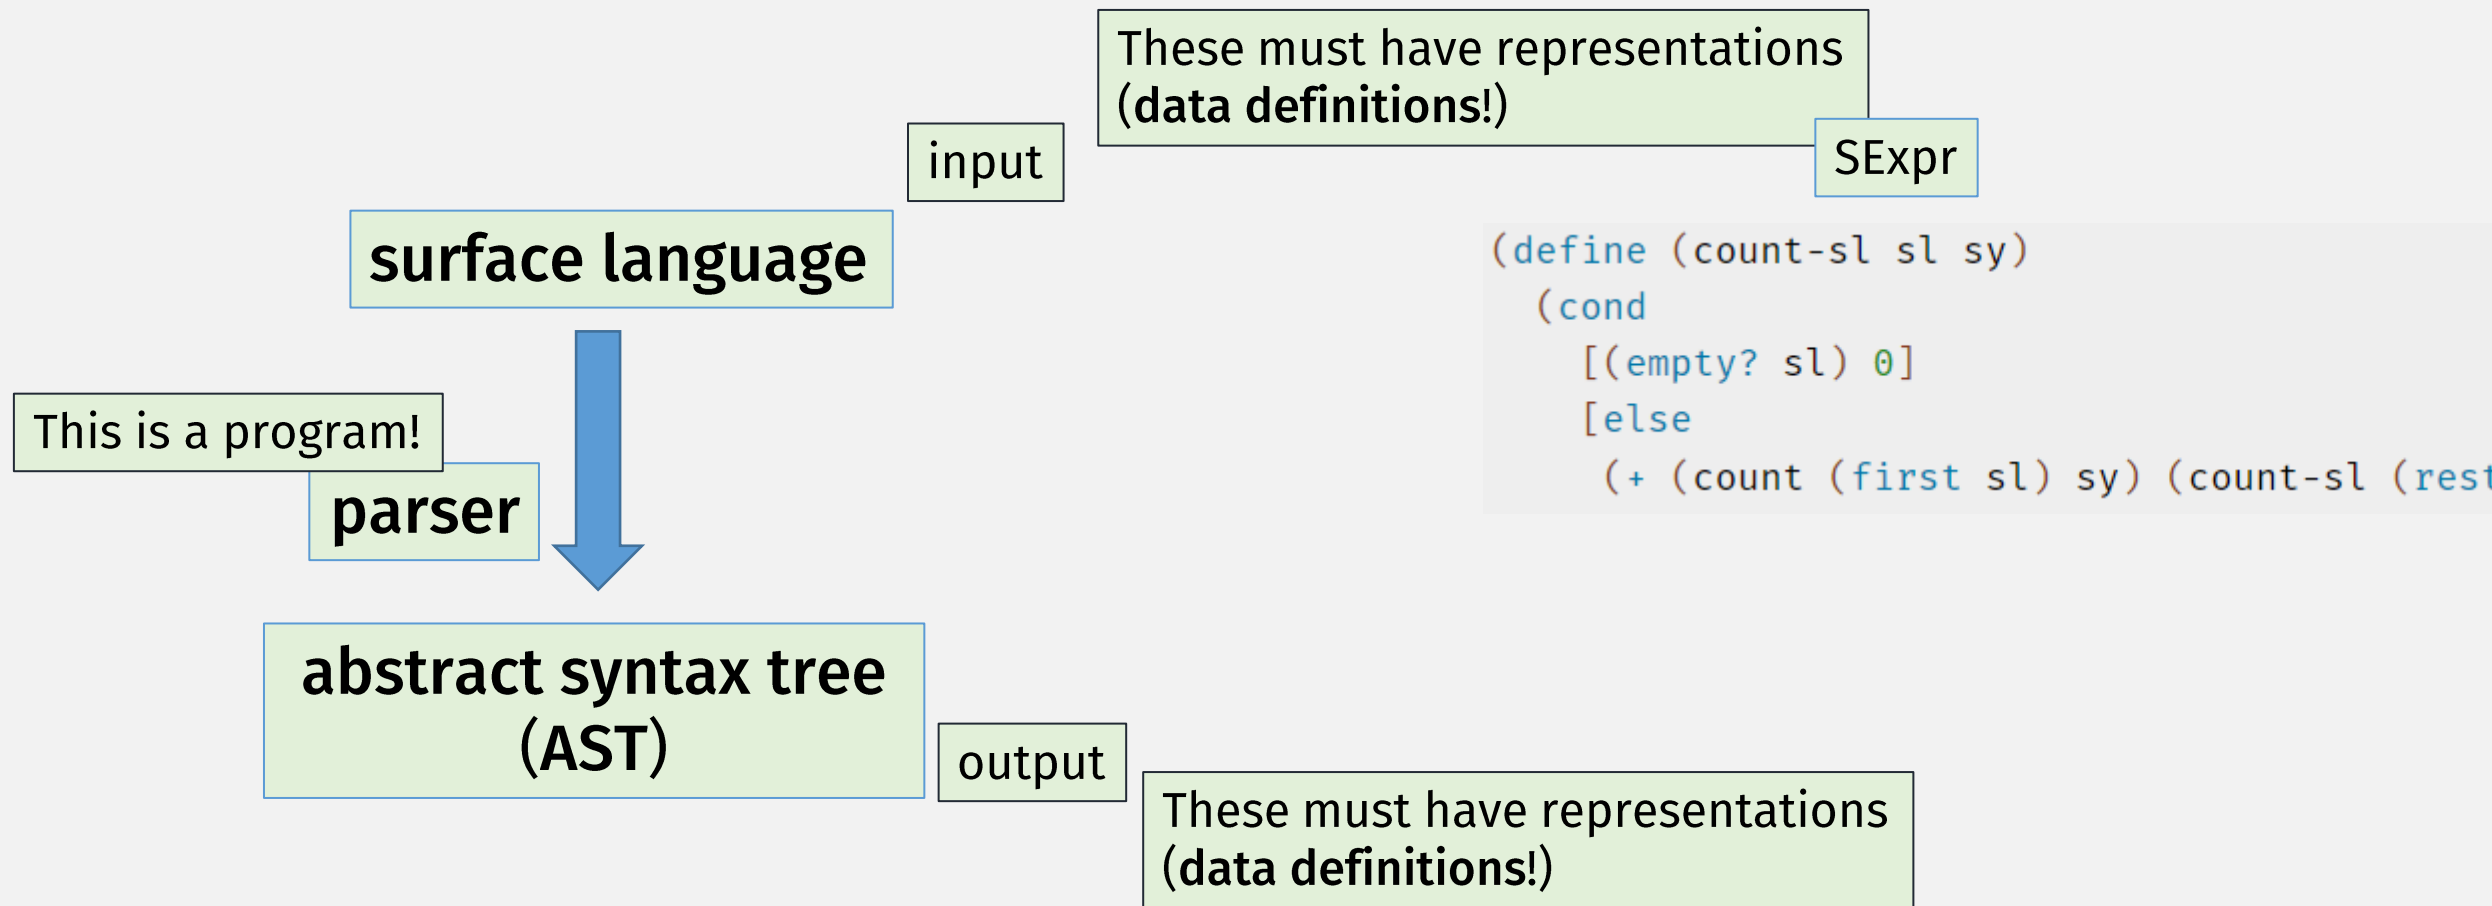 These must have representations
(data definitions!)
input
SExpr
surface language
(define (count-sl sl sy)
(cond
[(empty? sl) 0]
[else
(+ (count (first sl) sy) (count-sl (rest
This is a program!
parser
abstract syntax tree
(AST)
output
These must have representations
(data definitions!)